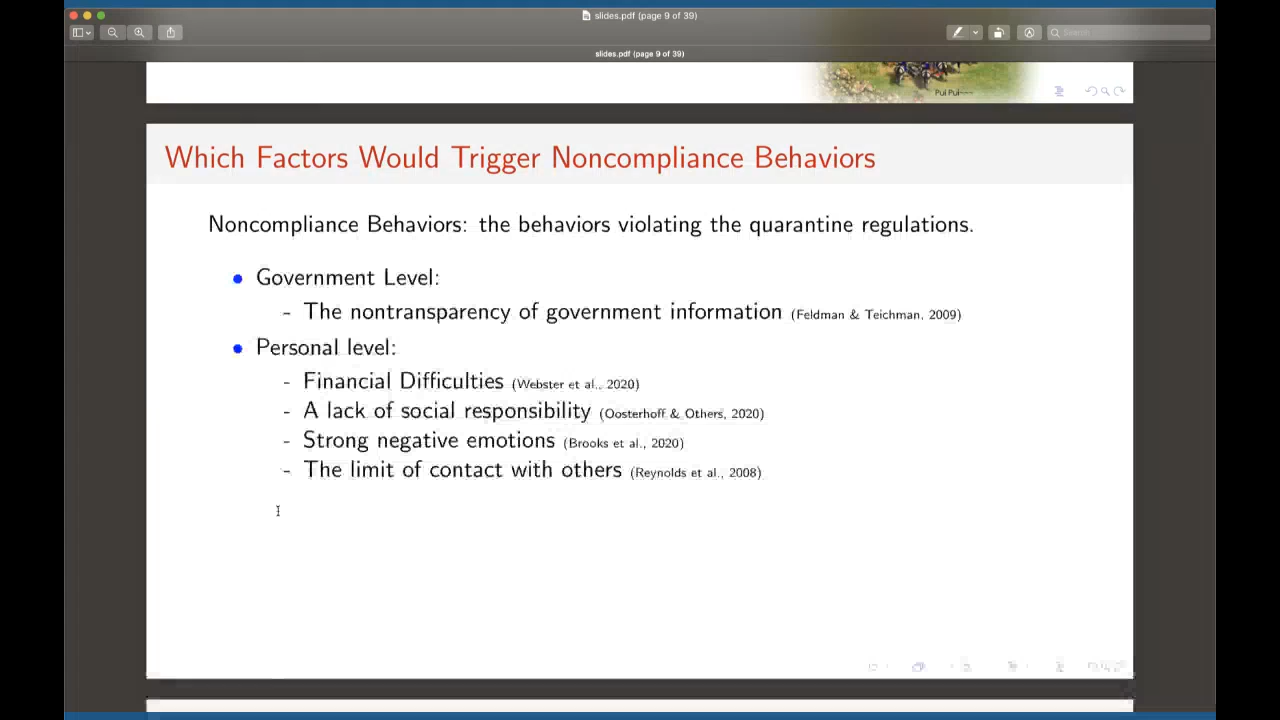 slides.pdf (page 9 of 39)
Search
slides.pdf (page 9 of 39)
Pui Pui
Which Factors Would Trigger Noncompliance Behaviors
Noncompliance Behaviors: the behaviors violating the quarantine regulations.
• Government Level:
- The nontransparency of government information (Feldman & Teichman, 2009)
• Personal level:
- Financial Difficulties (Webster et al., 2020)
- A lack of social responsibility (Oosterhoff & Others, 2020)
- Strong negative emotions (Brooks et al., 2020)
- The limit of contact with others (Reynolds et al., 2008)